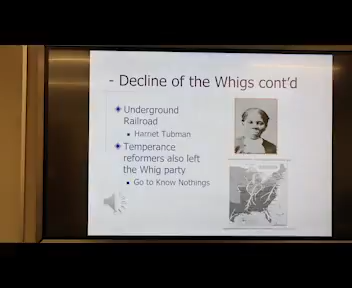 - Decline of the Whigs cont'd
Underground
Railroad
Harriet Tubman
Temperance
reformers also left
the Whig party
Go to Know Nothings